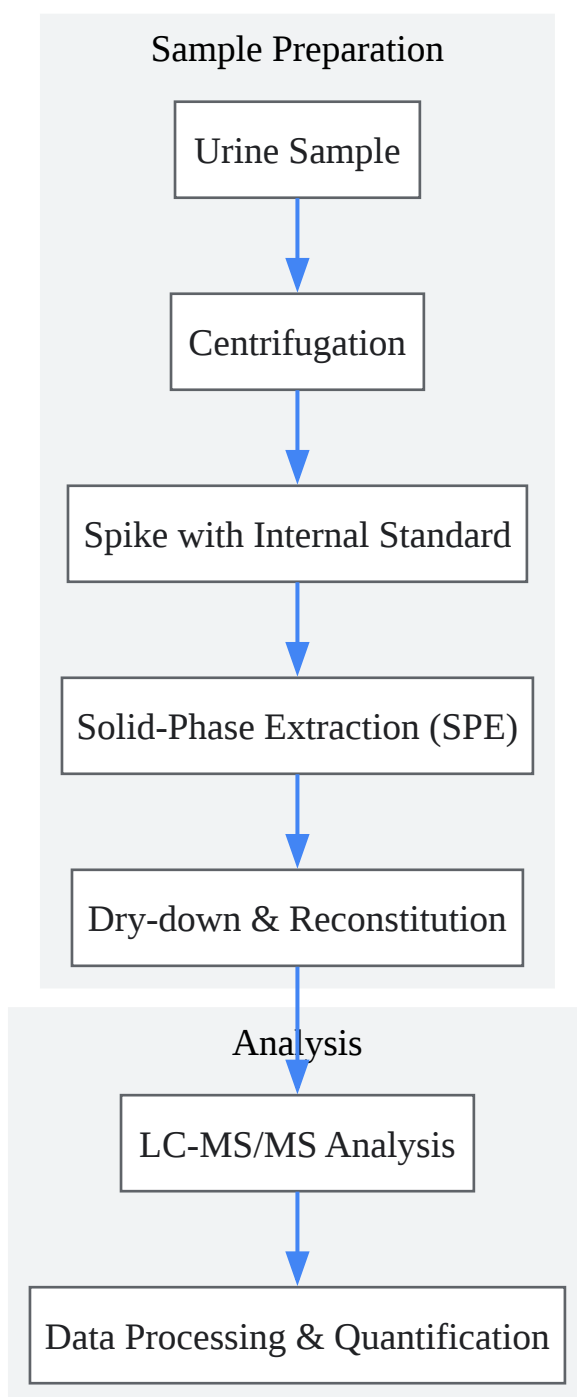 Sample Preparation
Urine Sample
Centrifugation
Spike with Internal Standard
Solid-Phase Extraction (SPE)
Dry-down & Reconstitution
Analysis
LC-MS/MS Analysis
Data Processing & Quantification